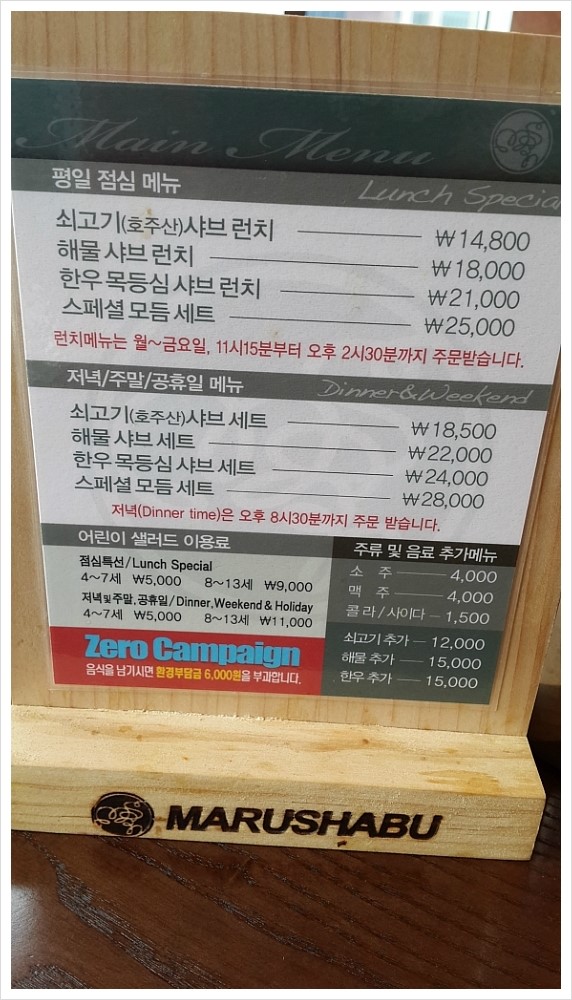 Main Menu
평일 점심 메뉴 Lunch Special
쇠고기(호주산)샤브 런치 ₩14,800
해물 샤브 런치 ₩18,000
한우 목등심 샤브 런치 ₩21,000
스페셜 모듬 세트 ₩25,000
런치메뉴는 월~금요일, 11시15분부터 오후 2시30분까지 주문받습니다.
저녁/주말/공휴일 메뉴 Dinner&Weekend
쇠고기(호주산)샤브 세트 ₩18,500
해물 샤브 세트 ₩22,000
한우 목등심 샤브 세트 ₩24,000
스페셜 모듬 세트 ₩28,000
저녁(Dinner time)은 오후 8시30분까지 주문 받습니다.
어린이 샐러드 이용료
점심특선/Lunch Special
4~7세 ₩5,000 8~13세 ₩9,000
저녁및주말,공휴일/Dinner,Weekend & Holiday
4~7세 ₩5,000 8~13세 ₩11,000
Zero Campaign
음식을 남기시면 환경부담금 6,000원을 부과합니다.
주류 및 음료 추가메뉴
소 주 4,000
맥 주 4,000
콜라/사이다 1,500
쇠고기 추가 12,000
해물 추가 15,000
한우 추가 15,000
MARUSHABU